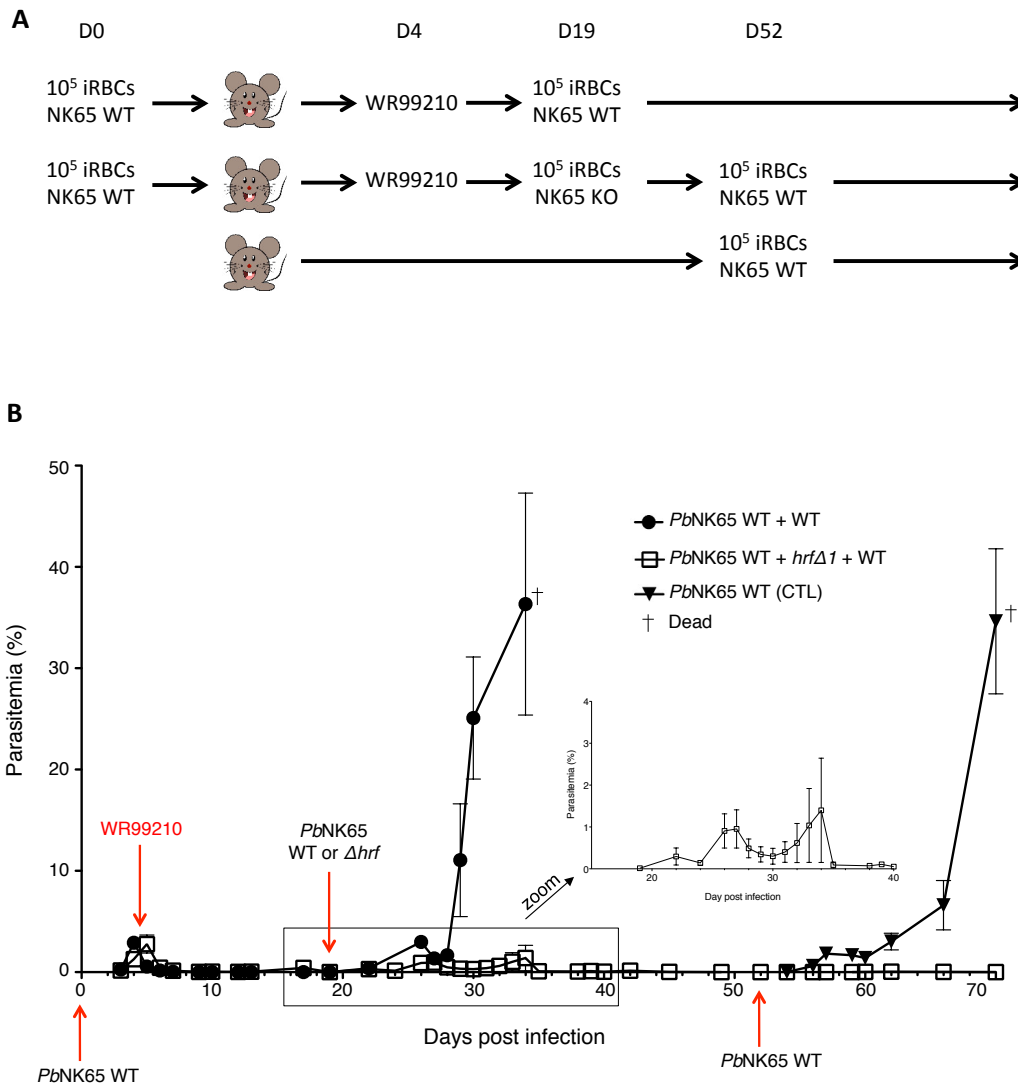 A
D0 D4 D19 D52
10⁵ iRBCs
NK65 WT
WR99210
10⁵ iRBCs
NK65 WT
10⁵ iRBCs
NK65 WT
WR99210
10⁵ iRBCs
NK65 KO
10⁵ iRBCs
NK65 WT
10⁵ iRBCs
NK65 WT
B
Parasitemia (%)
50
40
30
20
10
0
PbNK65 WT + WT
PbNK65 WT + hrfΔ1 + WT
PbNK65 WT (CTL)
† Dead
†
†
WR99210
PbNK65
WT or Δhrf
zoom
Parasitemia (%)
4
3
2
1
0
20 30 40
Day post infection
0 10 20 30 40 50 60 70
Days post infection
PbNK65 WT
PbNK65 WT